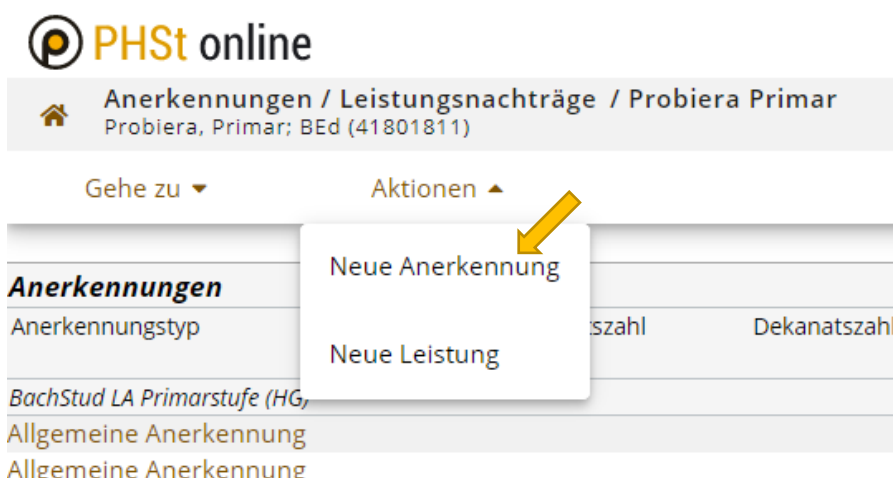 PHSt online
Anerkennungen / Leistungsnachträge / Probiera Primar
Probiera, Primar; BEd (41801811)
Gehe zu Aktionen
Neue Anerkennung
Anerkennungen
Anerkennungstyp szahl Dekanatszahl
Neue Leistung
BachStud LA Primarstufe (HG)
Allgemeine Anerkennung
Allgemeine Anerkennung